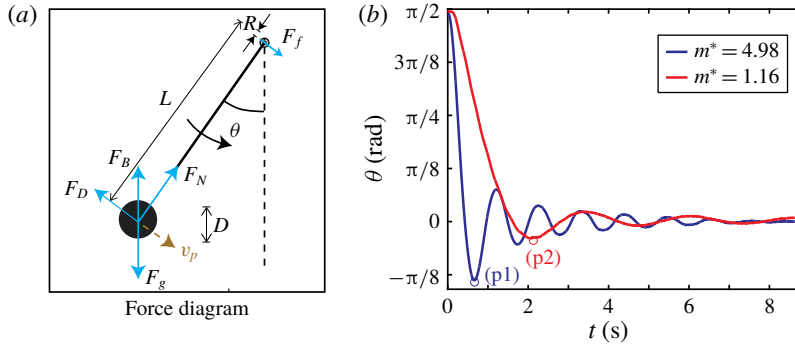 (a)
R
F_f
L
θ
F_B
F_N
F_D
D
v_p
F_g
Force diagram
(b)
π/2
3π/8
π/4
π/8
0
−π/8
θ (rad)
m* = 4.98
m* = 1.16
(p1)
(p2)
0 2 4 6 8
t (s)